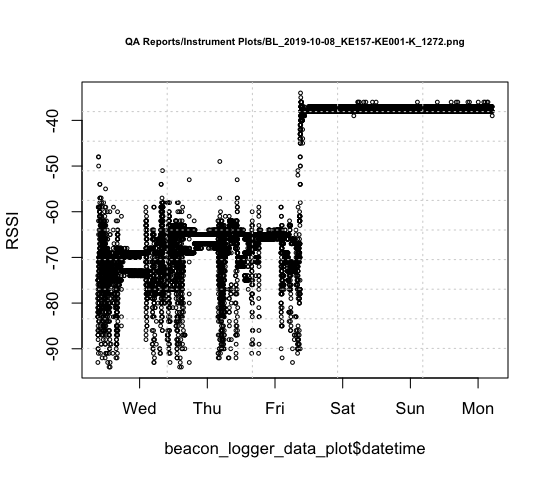 QA Reports/Instrument Plots/BL_2019-10-08_KE157-KE001-K_1272.png
-40
-50
-60
-70
-80
-90
RSSI
Wed Thu Fri Sat Sun Mon
beacon_logger_data_plot$datetime